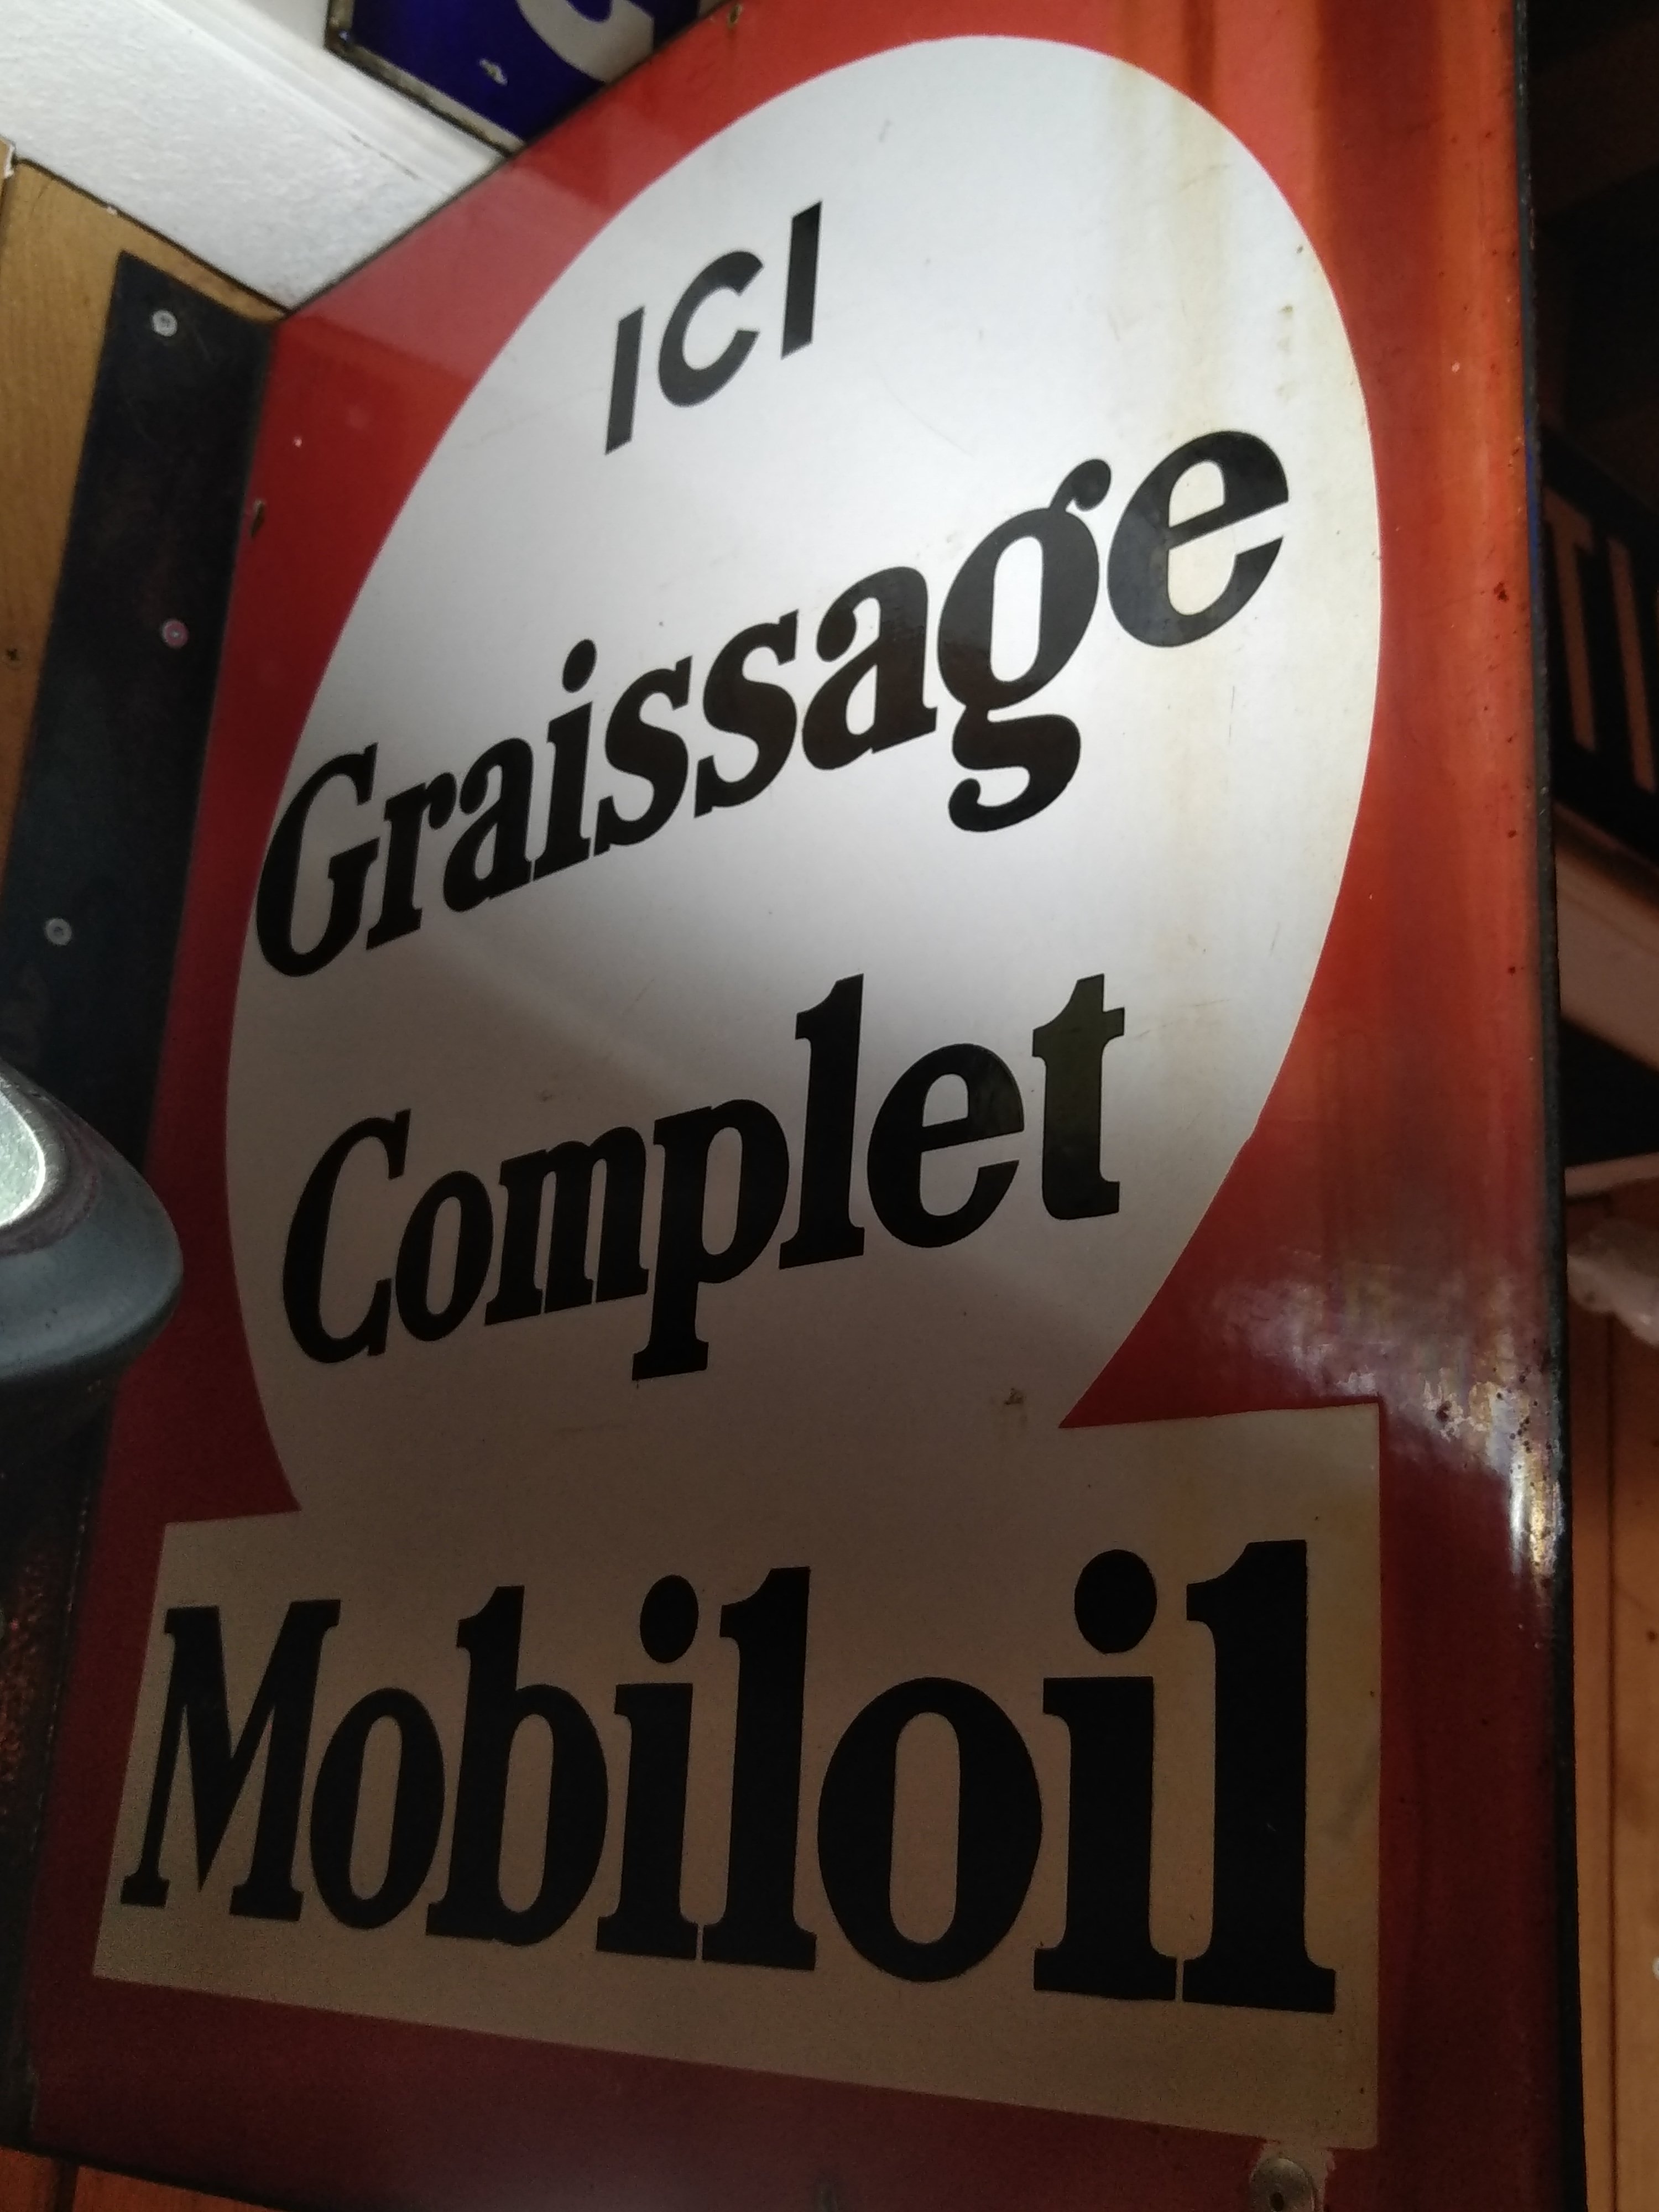 ICI
Graissage
Complet
Mobiloil